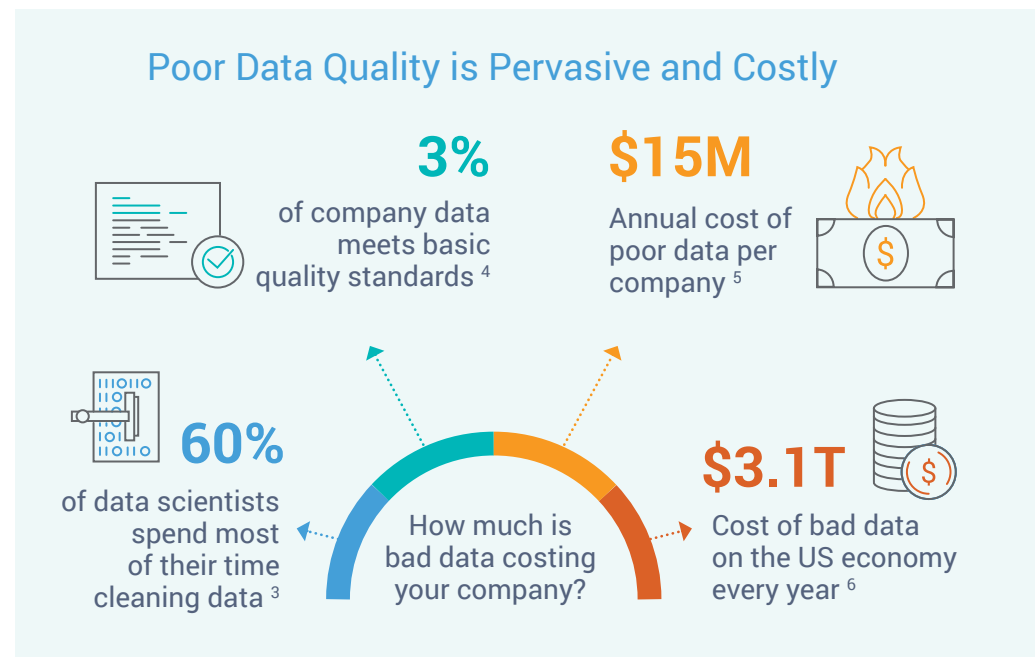 Poor Data Quality is Pervasive and Costly
3%
of company data
meets basic
quality standards 4
$15M
Annual cost of
poor data per
company 5
$
11O11O
60%
of data scientists
spend most
of their time
cleaning data 3
How much is
bad data costing
your company?
$3.1T
$
Cost of bad data
on the US economy
every year 6